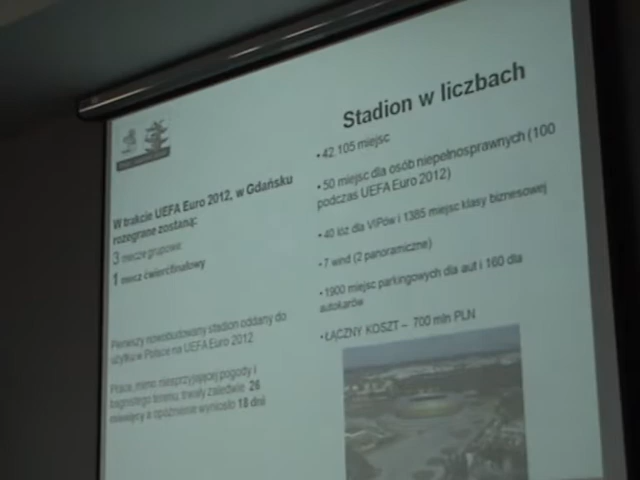 Stadion w liczbach
W trakcie UEFA Euro 2012, w Gdańsku
rozegrane zostaną:
3 mecze grupowe
1 mecz ćwierćfinałowy
Pierwszy nowobudowany stadion oddany do
użytku w Polsce na UEFA Euro 2012
Prace, mimo niesprzyjającej pogody i
bagnistego terenu, trwały zaledwie 26
miesięcy a opóźnienie wyniosło 18 dni
• 42 105 miejsc
• 50 miejsc dla osób niepełnosprawnych (100
podczas UEFA Euro 2012)
• 40 lóż dla VIPów i 1385 miejsc klasy biznesowej
• 7 wind (2 panoramiczne)
• 1900 miejsc parkingowych dla aut i 160 dla
autokarów
• ŁĄCZNY KOSZT – 700 mln PLN